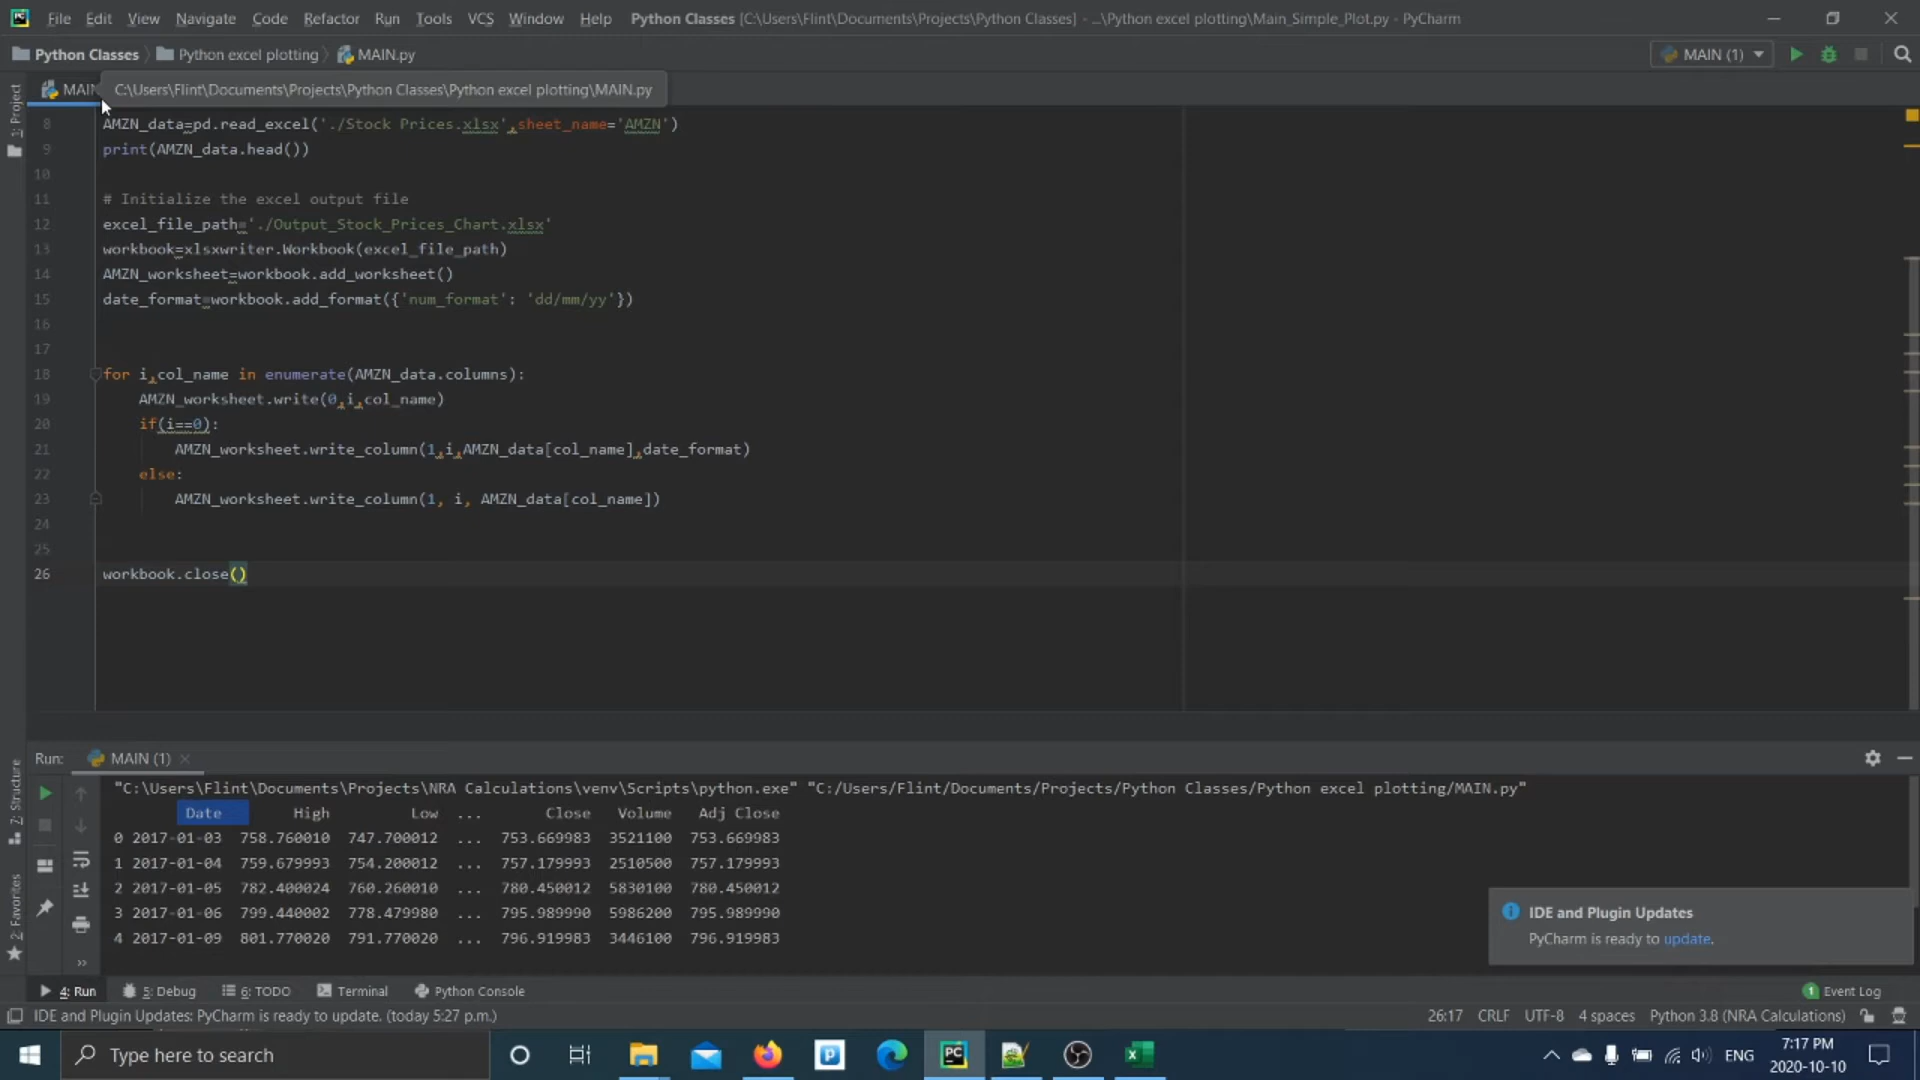 File Edit View Navigate Code Refactor Run Tools VCS Window Help Python Classes [C:\Users\Flint\Documents\Projects\Python Classes] - ...\Python excel plotting\Main_Simple_Plot.py - PyCharm
Python Classes Python excel plotting MAIN.py MAIN (1)
MAIN C:\Users\Flint\Documents\Projects\Python Classes\Python excel plotting\MAIN.py
1: Project
8 AMZN_data=pd.read_excel('./Stock Prices.xlsx',sheet_name='AMZN')
9 print(AMZN_data.head())
10
11 # Initialize the excel output file
12 excel_file_path='./Output_Stock_Prices_Chart.xlsx'
13 workbook=xlsxwriter.Workbook(excel_file_path)
14 AMZN_worksheet=workbook.add_worksheet()
15 date_format=workbook.add_format({'num_format': 'dd/mm/yy'})
16
17
18 for i,col_name in enumerate(AMZN_data.columns):
19 AMZN_worksheet.write(0,i,col_name)
20 if(i==0):
21 AMZN_worksheet.write_column(1,i,AMZN_data[col_name],date_format)
22 else:
23 AMZN_worksheet.write_column(1, i, AMZN_data[col_name])
24
25
26 workbook.close()
Run: MAIN (1)
7: Structure
2: Favorites
"C:\Users\Flint\Documents\Projects\NRA Calculations\venv\Scripts\python.exe" "C:/Users/Flint/Documents/Projects/Python Classes/Python excel plotting/MAIN.py"
Date High Low ... Close Volume Adj Close
0 2017-01-03 758.760010 747.700012 ... 753.669983 3521100 753.669983
1 2017-01-04 759.679993 754.200012 ... 757.179993 2510500 757.179993
2 2017-01-05 782.400024 760.260010 ... 780.450012 5830100 780.450012
3 2017-01-06 799.440002 778.479980 ... 795.989990 5986200 795.989990
4 2017-01-09 801.770020 791.770020 ... 796.919983 3446100 796.919983
IDE and Plugin Updates
PyCharm is ready to update.
4: Run 5: Debug 6: TODO Terminal Python Console 1 Event Log
IDE and Plugin Updates: PyCharm is ready to update. (today 5:27 p.m.) 26:17 CRLF UTF-8 4 spaces Python 3.8 (NRA Calculations)
Type here to search ENG 7:17 PM
2020-10-10